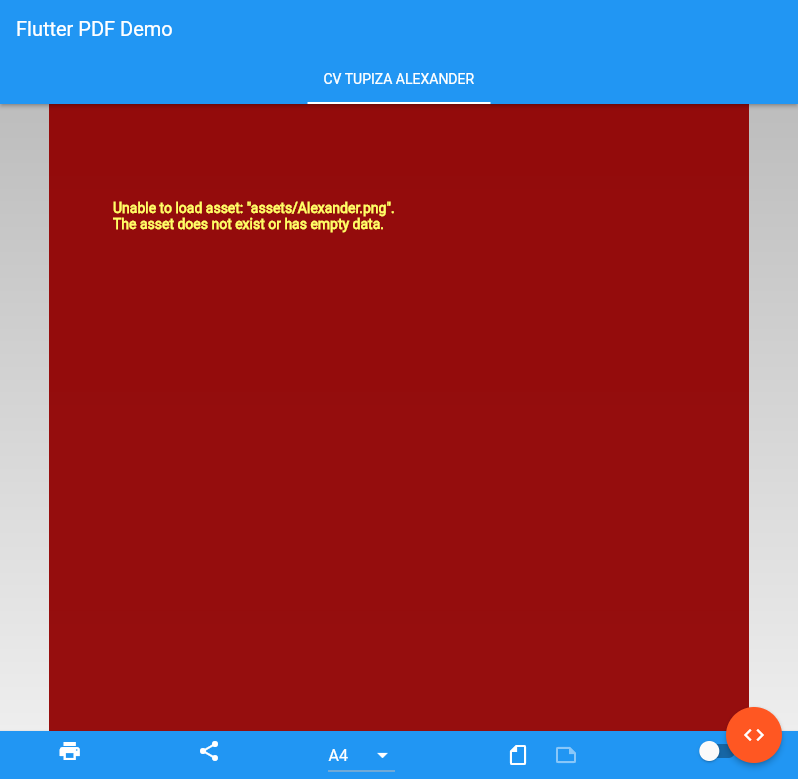 Flutter PDF Demo
CV TUPIZA ALEXANDER
Unable to load asset: "assets/Alexander.png".
The asset does not exist or has empty data.
A4